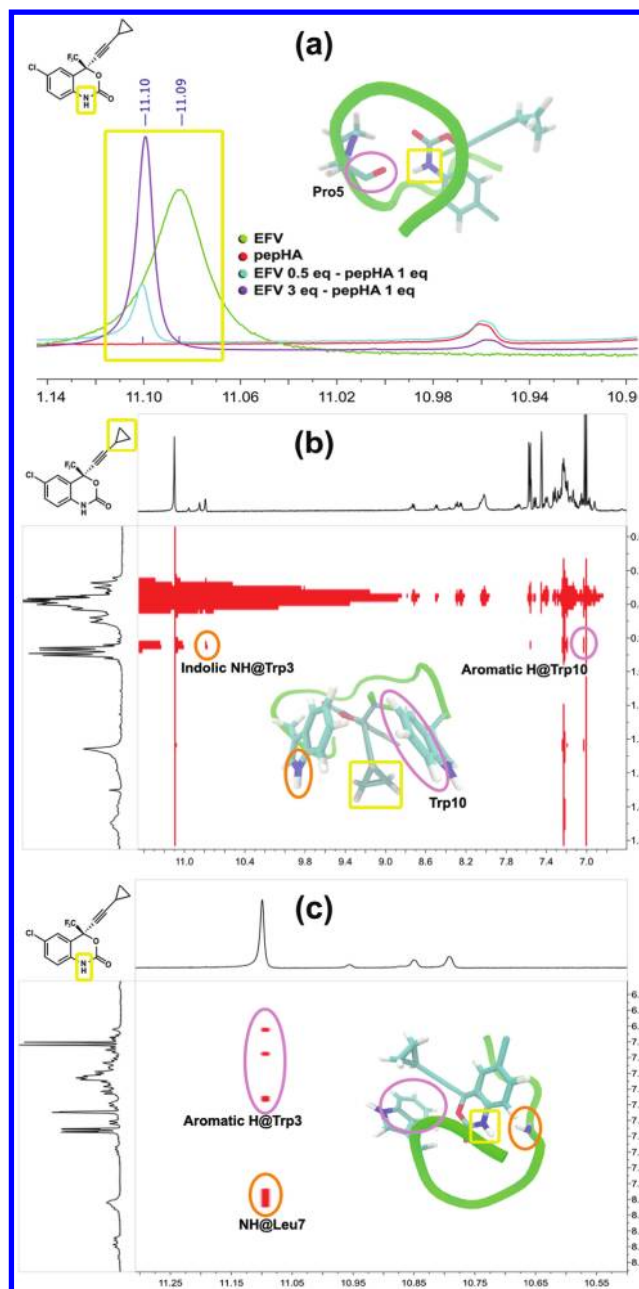 (a)
F₃C
Cl
O
N
H
O
—11.10
—11.09
Pro5
EFV
pepHA
EFV 0.5 eq - pepHA 1 eq
EFV 3 eq - pepHA 1 eq
1.14 11.10 11.06 11.02 10.98 10.94 10.9
(b)
F₃C
Cl
O
N
H
O
Indolic NH@Trp3
Aromatic H@Trp10
Trp10
11.0 9.8 9.4 9.0 8.6 8.2 7.8 7.4 7.0
(c)
F₃C
Cl
O
N
H
O
Aromatic H@Trp3
NH@Leu7
11.25 11.15 11.05 10.95 10.85 10.75 10.65 10.55